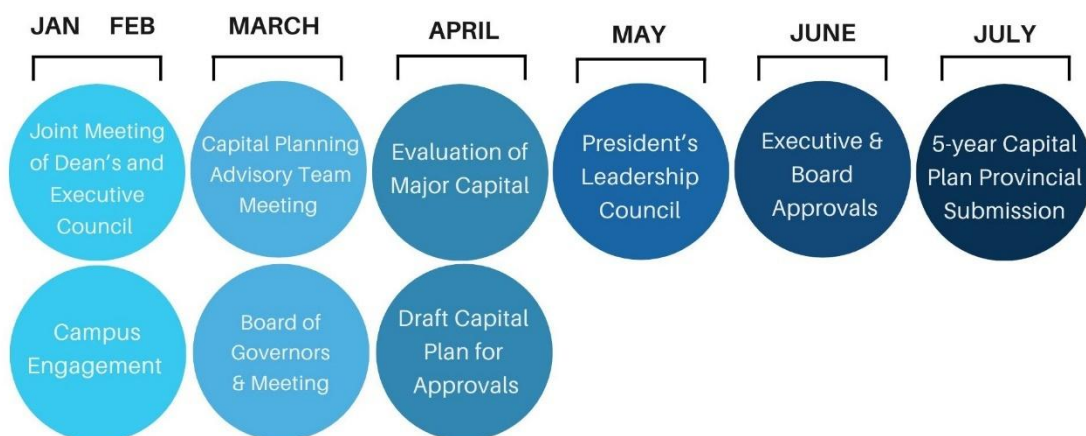 JAN FEB
MARCH
APRIL
MAY
JUNE
JULY
Joint Meeting
of Dean's and
Executive
Council
Capital Planning
Advisory Team
Meeting
Evaluation of
Major Capital
President's
Leadership
Council
Executive &
Board
Approvals
5-year Capital
Plan Provincial
Submission
Campus
Engagement
Board of
Governors
& Meeting
Draft Capital
Plan for
Approvals